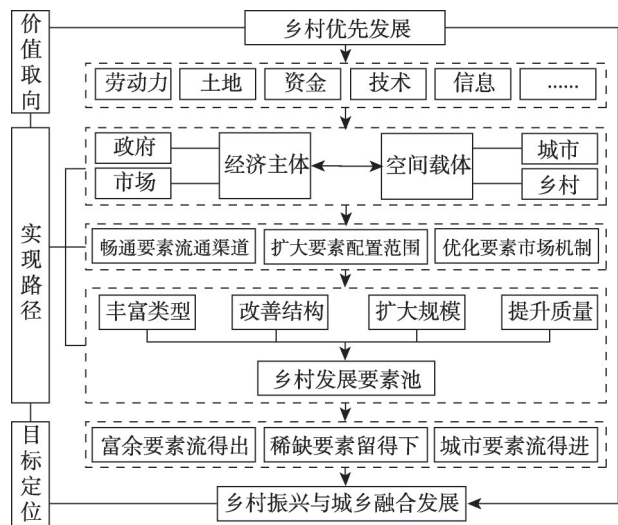 价值取向
乡村优先发展
劳动力 土地 资金 技术 信息 ……
实现路径
政府 经济主体 空间载体 城市
市场 乡村
畅通要素流通渠道 扩大要素配置范围 优化要素市场机制
丰富类型 改善结构 扩大规模 提升质量
乡村发展要素池
目标定位
富余要素流得出 稀缺要素留得下 城市要素流得进
乡村振兴与城乡融合发展